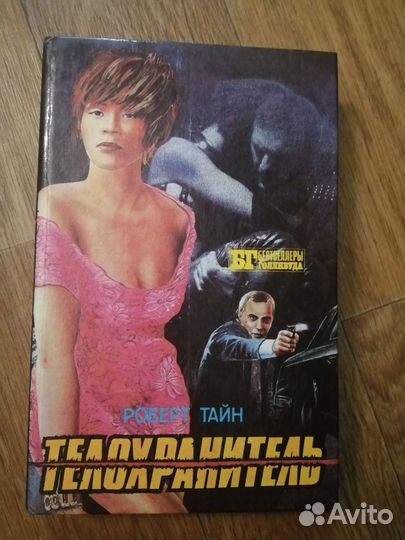 БГ БЕСТСЕЛЛЕРЫ
ГОЛЛИВУДА
РОБЕРТ ТАЙН
ТЕЛОХРАНИТЕЛЬ
Avito